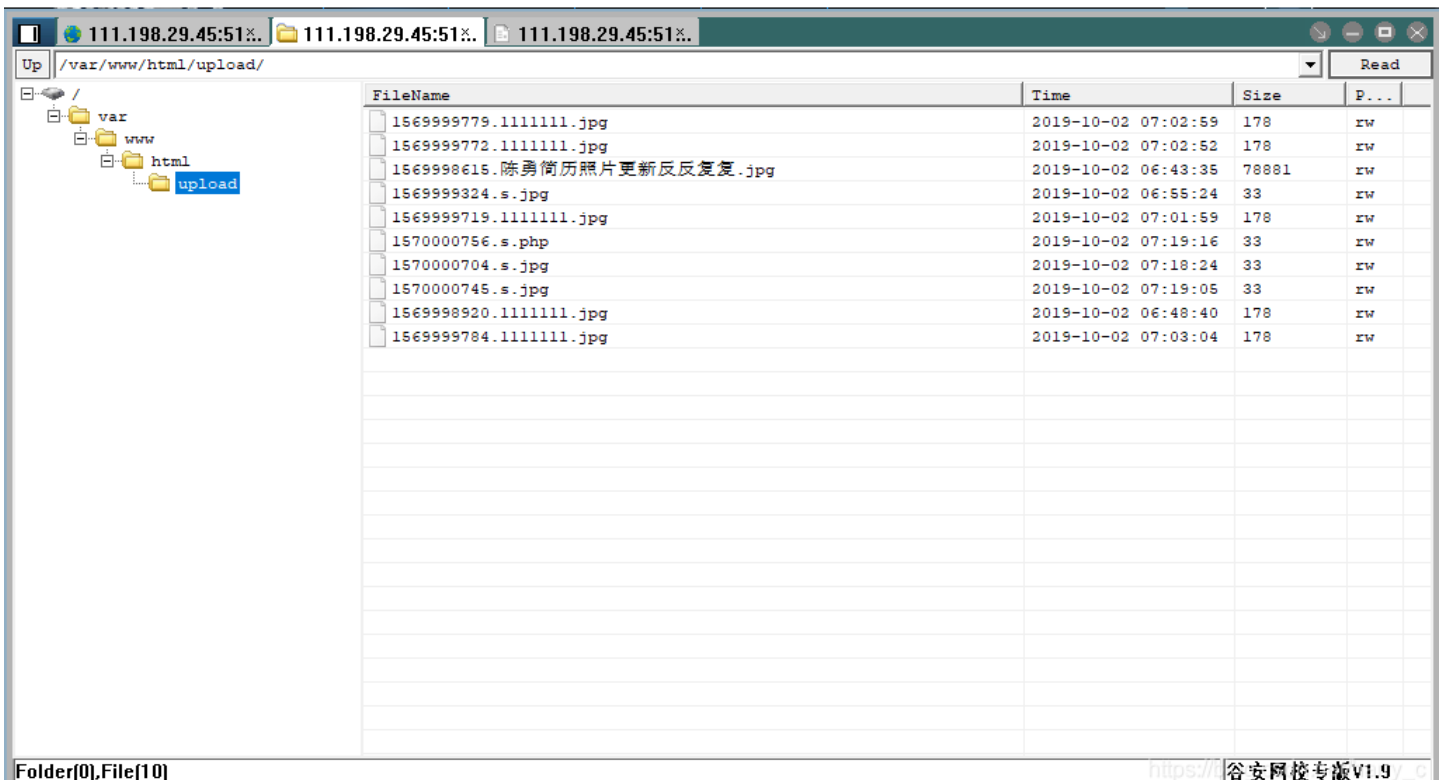 111.198.29.45:51 111.198.29.45:51 111.198.29.45:51
Up /var/www/html/upload/ Read
/
var
www
html
upload
FileName Time Size P...
1569999779.1111111.jpg 2019-10-02 07:02:59 178 rw
1569999772.1111111.jpg 2019-10-02 07:02:52 178 rw
1569998615.陈勇简历照片更新反反复复.jpg 2019-10-02 06:43:35 78881 rw
1569999324.s.jpg 2019-10-02 06:55:24 33 rw
1569999719.1111111.jpg 2019-10-02 07:01:59 178 rw
1570000756.s.php 2019-10-02 07:19:16 33 rw
1570000704.s.jpg 2019-10-02 07:18:24 33 rw
1570000745.s.jpg 2019-10-02 07:19:05 33 rw
1569998920.1111111.jpg 2019-10-02 06:48:40 178 rw
1569999784.1111111.jpg 2019-10-02 07:03:04 178 rw
Folder(0),File(10) 谷安网校专版V1.9